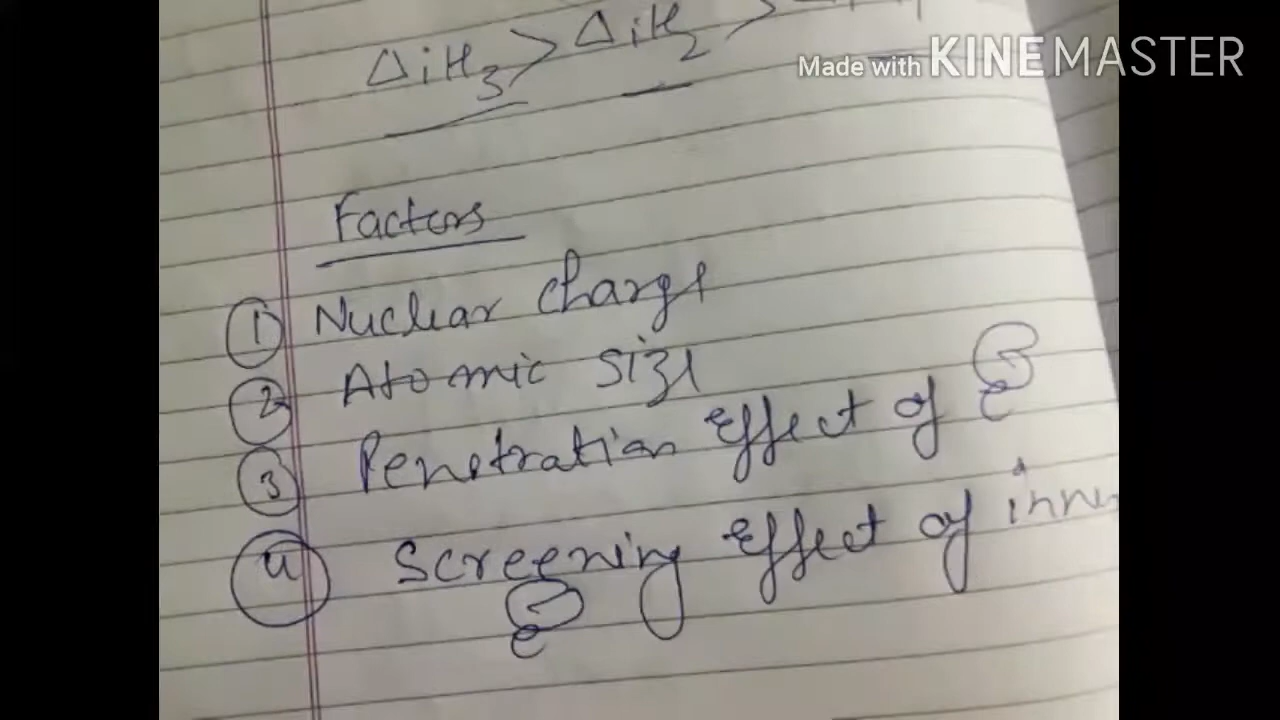 ΔiH₃ > ΔiH₂ >
Made with KINEMASTER
Factors
① Nuclear charge
② Atomic size
③ Penetration effect of e⊖
④ Screening effect of inne
e⊖